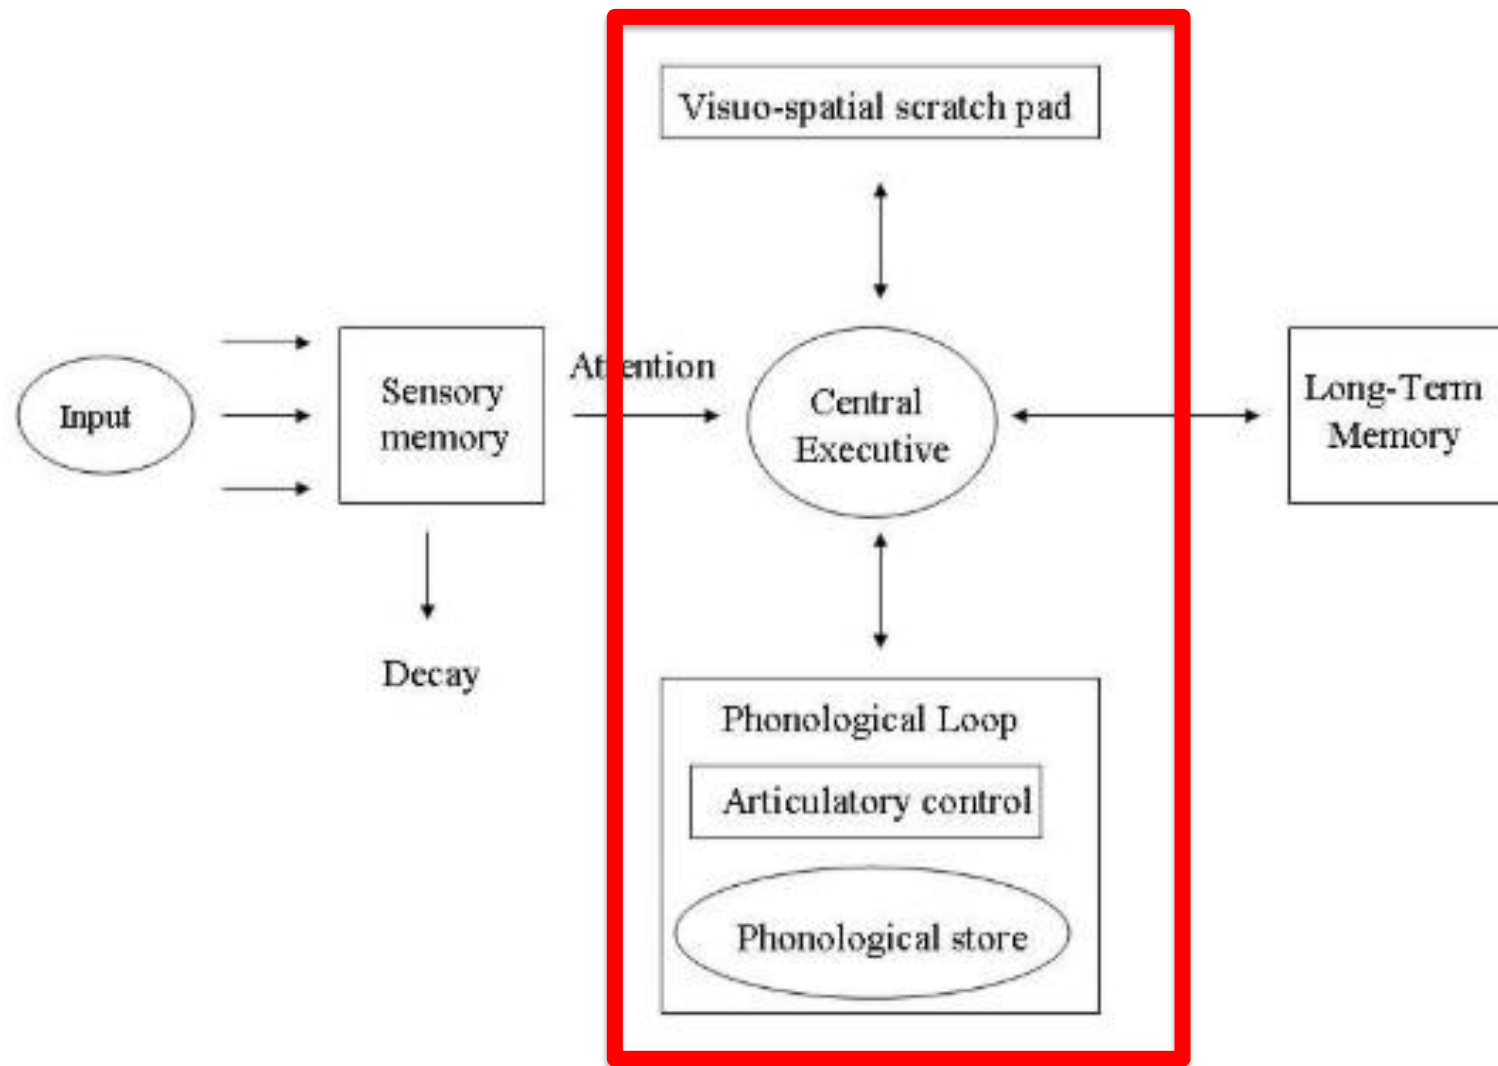 Visuo-spatial scratch pad
Input
Sensory
memory
Attention
Central
Executive
Long-Term
Memory
Decay
Phonological Loop
Articulatory control
Phonological store